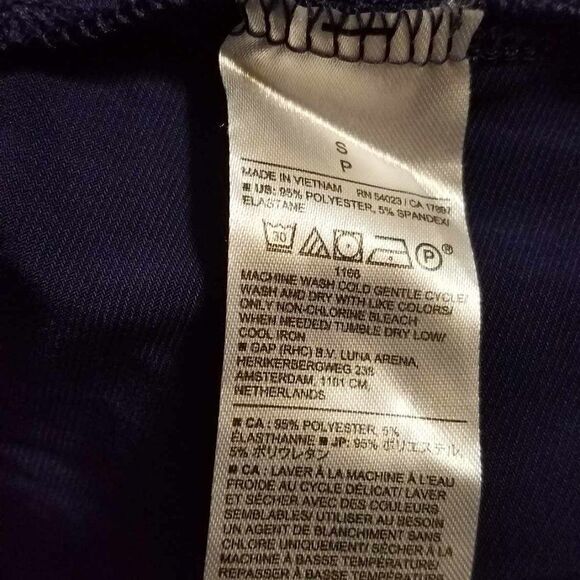 S
P
MADE IN VIETNAM RN 54023 / CA 17897
■ US: 95% POLYESTER, 5% SPANDEX/
ELASTANE
30 P ®
1166
MACHINE WASH COLD GENTLE CYCLE/
WASH AND DRY WITH LIKE COLORS/
ONLY NON-CHLORINE BLEACH
WHEN NEEDED/ TUMBLE DRY LOW/
COOL IRON
■ GAP (RHC) B.V. LUNA ARENA,
HERIKERBERGWEG 238
AMSTERDAM, 1101 CM,
NETHERLANDS
■ CA : 95% POLYESTER, 5%
ÉLASTHANNE ■ JP: 95% ポリエステル,
5% ポリウレタン
■ CA : LAVER À LA MACHINE À L'EAU
FROIDE AU CYCLE DÉLICAT/ LAVER
ET SÉCHER AVEC DES COULEURS
SEMBLABLES/ UTILISER AU BESOIN
UN AGENT DE BLANCHIMENT SANS
CHLORE UNIQUEMENT/ SÉCHER À LA
MACHINE À BASSE TEMPÉRATURE/
REPASSER À BASSE